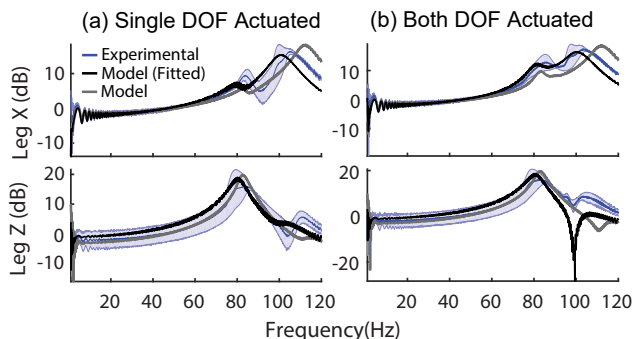 (a) Single DOF Actuated
(b) Both DOF Actuated
Experimental
Model (Fitted)
Model
Leg X (dB)
10
0
-10
10
0
-10
Leg Z (dB)
20
10
0
-10
20
0
-20
20 40 60 80 100 120
20 40 60 80 100 120
Frequency(Hz)